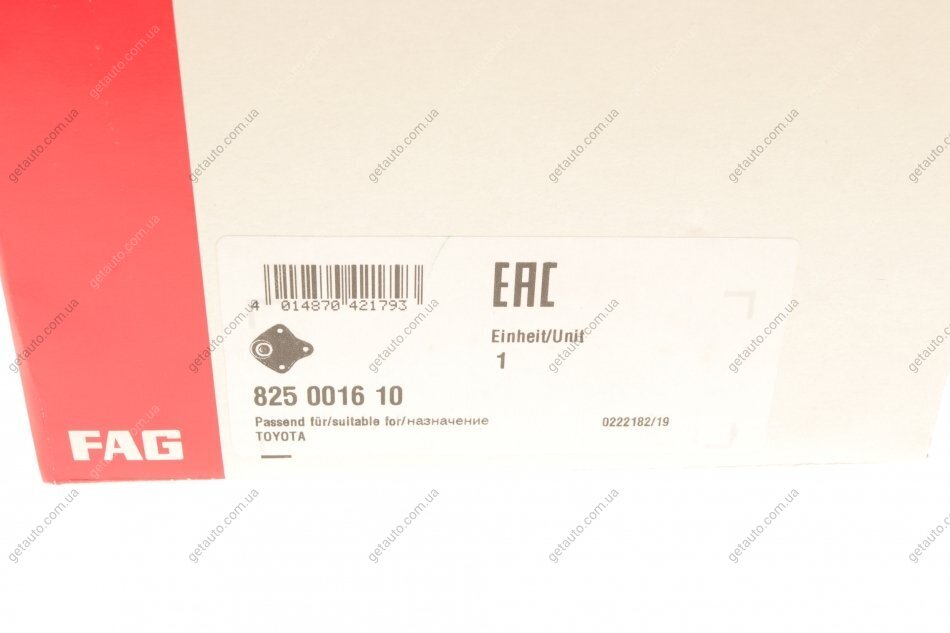 4 014870 421793
EAC
Einheit/Unit
1
825 0016 10
Passend für/suitable for/назначение
TOYOTA
0222182/19
FAG
getauto.com.ua